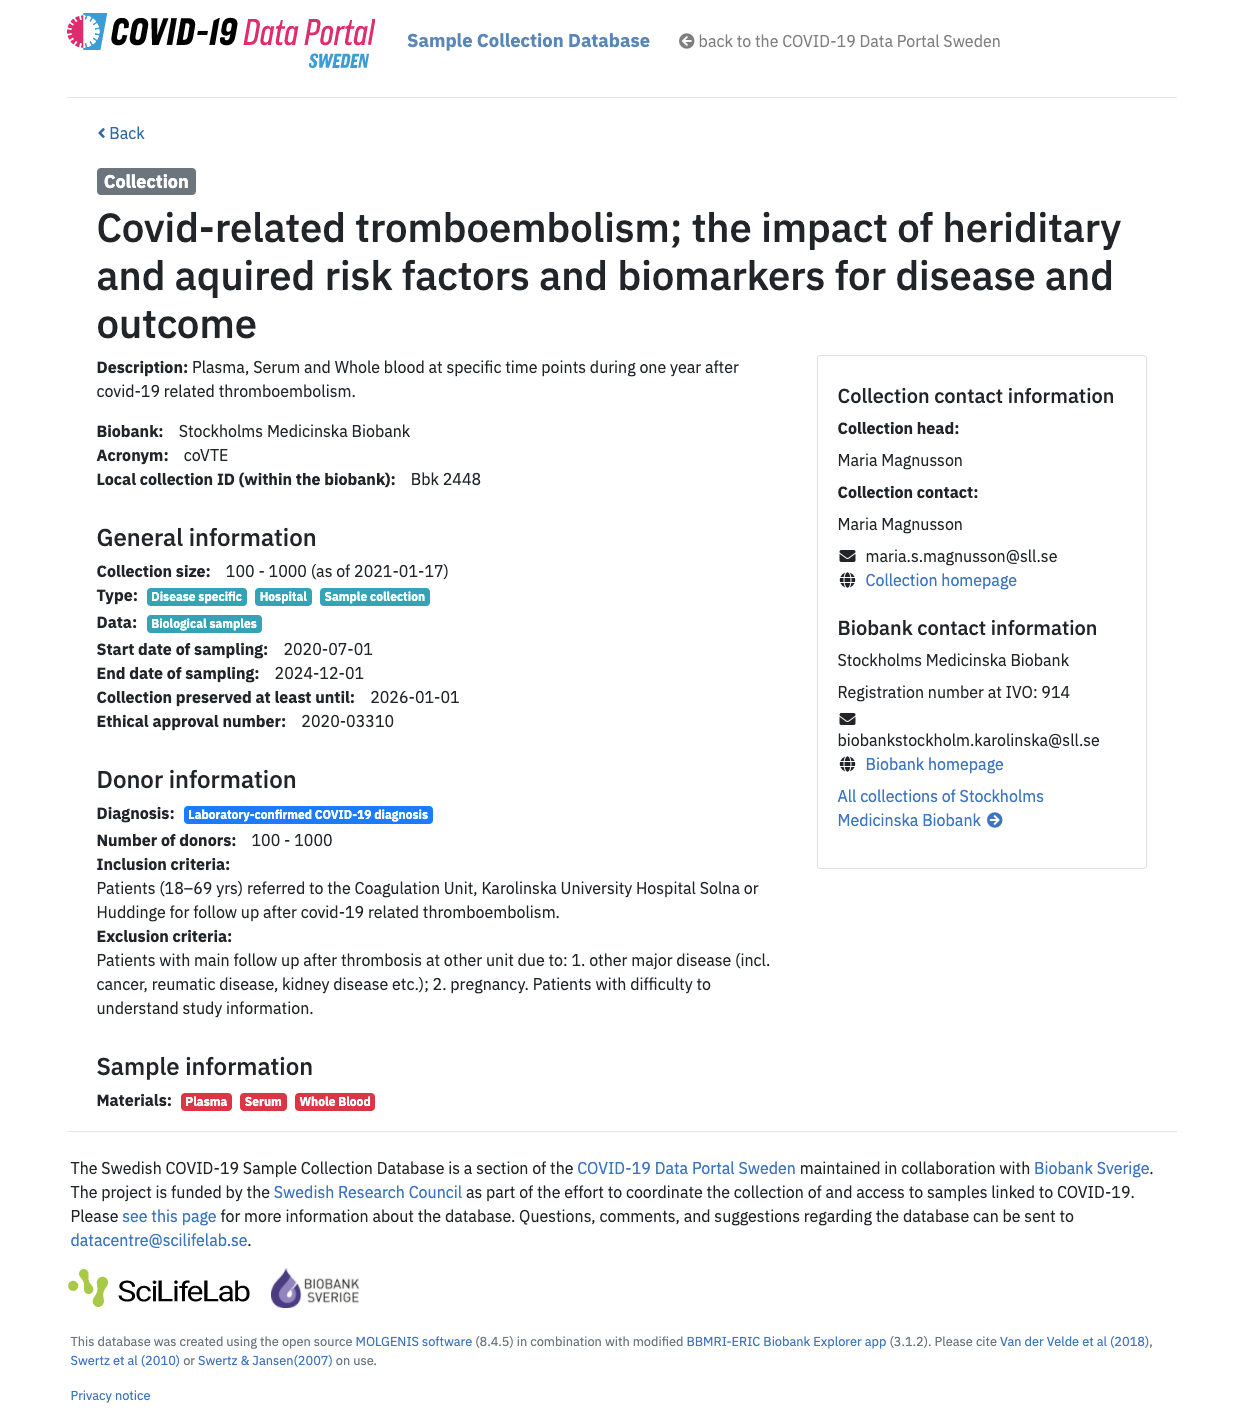 COVID-19 Data Portal
SWEDEN
Sample Collection Database
back to the COVID-19 Data Portal Sweden
Back
Collection
Covid-related tromboembolism; the impact of heriditary
and aquired risk factors and biomarkers for disease and
outcome
Description: Plasma, Serum and Whole blood at specific time points during one year after
covid-19 related thromboembolism.
Biobank: Stockholms Medicinska Biobank
Acronym: coVTE
Local collection ID (within the biobank): Bbk 2448
General information
Collection size: 100 - 1000 (as of 2021-01-17)
Type: Disease specific Hospital Sample collection
Data: Biological samples
Start date of sampling: 2020-07-01
End date of sampling: 2024-12-01
Collection preserved at least until: 2026-01-01
Ethical approval number: 2020-03310
Donor information
Diagnosis: Laboratory-confirmed COVID-19 diagnosis
Number of donors: 100 - 1000
Inclusion criteria:
Patients (18–69 yrs) referred to the Coagulation Unit, Karolinska University Hospital Solna or
Huddinge for follow up after covid-19 related thromboembolism.
Exclusion criteria:
Patients with main follow up after thrombosis at other unit due to: 1. other major disease (incl.
cancer, reumatic disease, kidney disease etc.); 2. pregnancy. Patients with difficulty to
understand study information.
Sample information
Materials: Plasma Serum Whole Blood
Collection contact information
Collection head:
Maria Magnusson
Collection contact:
Maria Magnusson
maria.s.magnusson@sll.se
Collection homepage
Biobank contact information
Stockholms Medicinska Biobank
Registration number at IVO: 914
biobankstockholm.karolinska@sll.se
Biobank homepage
All collections of Stockholms
Medicinska Biobank
The Swedish COVID-19 Sample Collection Database is a section of the COVID-19 Data Portal Sweden maintained in collaboration with Biobank Sverige.
The project is funded by the Swedish Research Council as part of the effort to coordinate the collection of and access to samples linked to COVID-19.
Please see this page for more information about the database. Questions, comments, and suggestions regarding the database can be sent to
datacentre@scilifelab.se.
SciLifeLab
BIOBANK
SVERIGE
This database was created using the open source MOLGENIS software (8.4.5) in combination with modified BBMRI-ERIC Biobank Explorer app (3.1.2). Please cite Van der Velde et al (2018),
Swertz et al (2010) or Swertz & Jansen(2007) on use.
Privacy notice